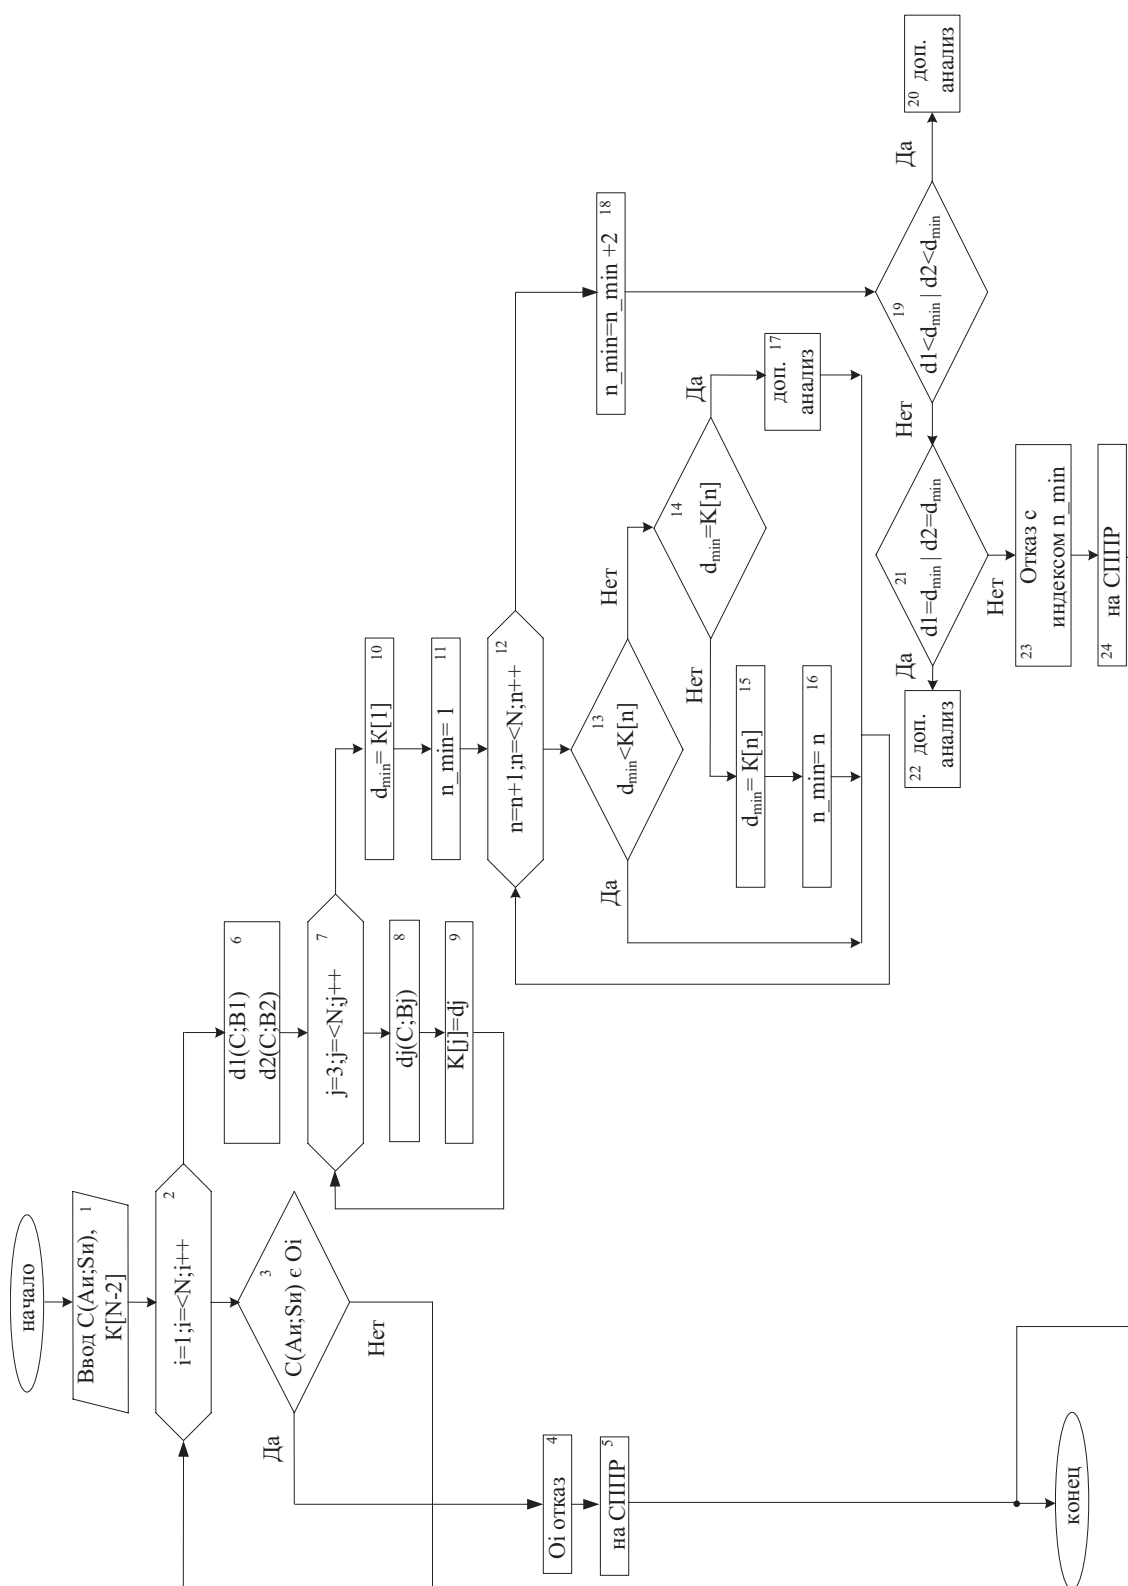 начало
Ввод С(Аи;Sи),
К[N-2]
1
i=1;i=<N;i++
2
С(Аи;Sи) є Oi
3
Да
Нет
Oi отказ
4
на СППР
5
d1(C;B1)
d2(C;B2)
6
j=3;j=<N;j++
7
dj(C;Bj)
8
K[j]=dj
9
dmin= K[1]
10
n_min= 1
11
n=n+1;n=<N;n++
12
dmin<K[n]
13
Да
Нет
dmin=K[n]
14
Нет
Да
dmin= K[n]
15
n_min= n
16
доп.
анализ
17
n_min=n_min +2
18
d1<dmin | d2<dmin
19
Да
Нет
20 доп.
анализ
d1=dmin | d2=dmin
21
Да
Нет
22 доп.
анализ
Отказ с
индексом n_min
23
на СППР
24
конец